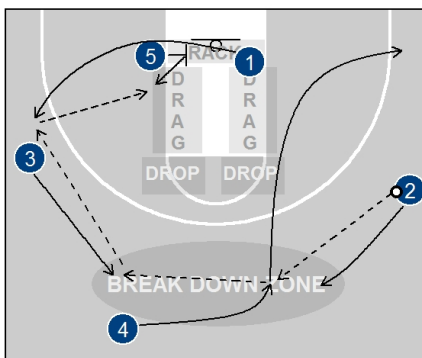 RACK
5
1
D D
R R
A A
G G
3
DROP DROP
2
BREAK DOWN ZONE
4